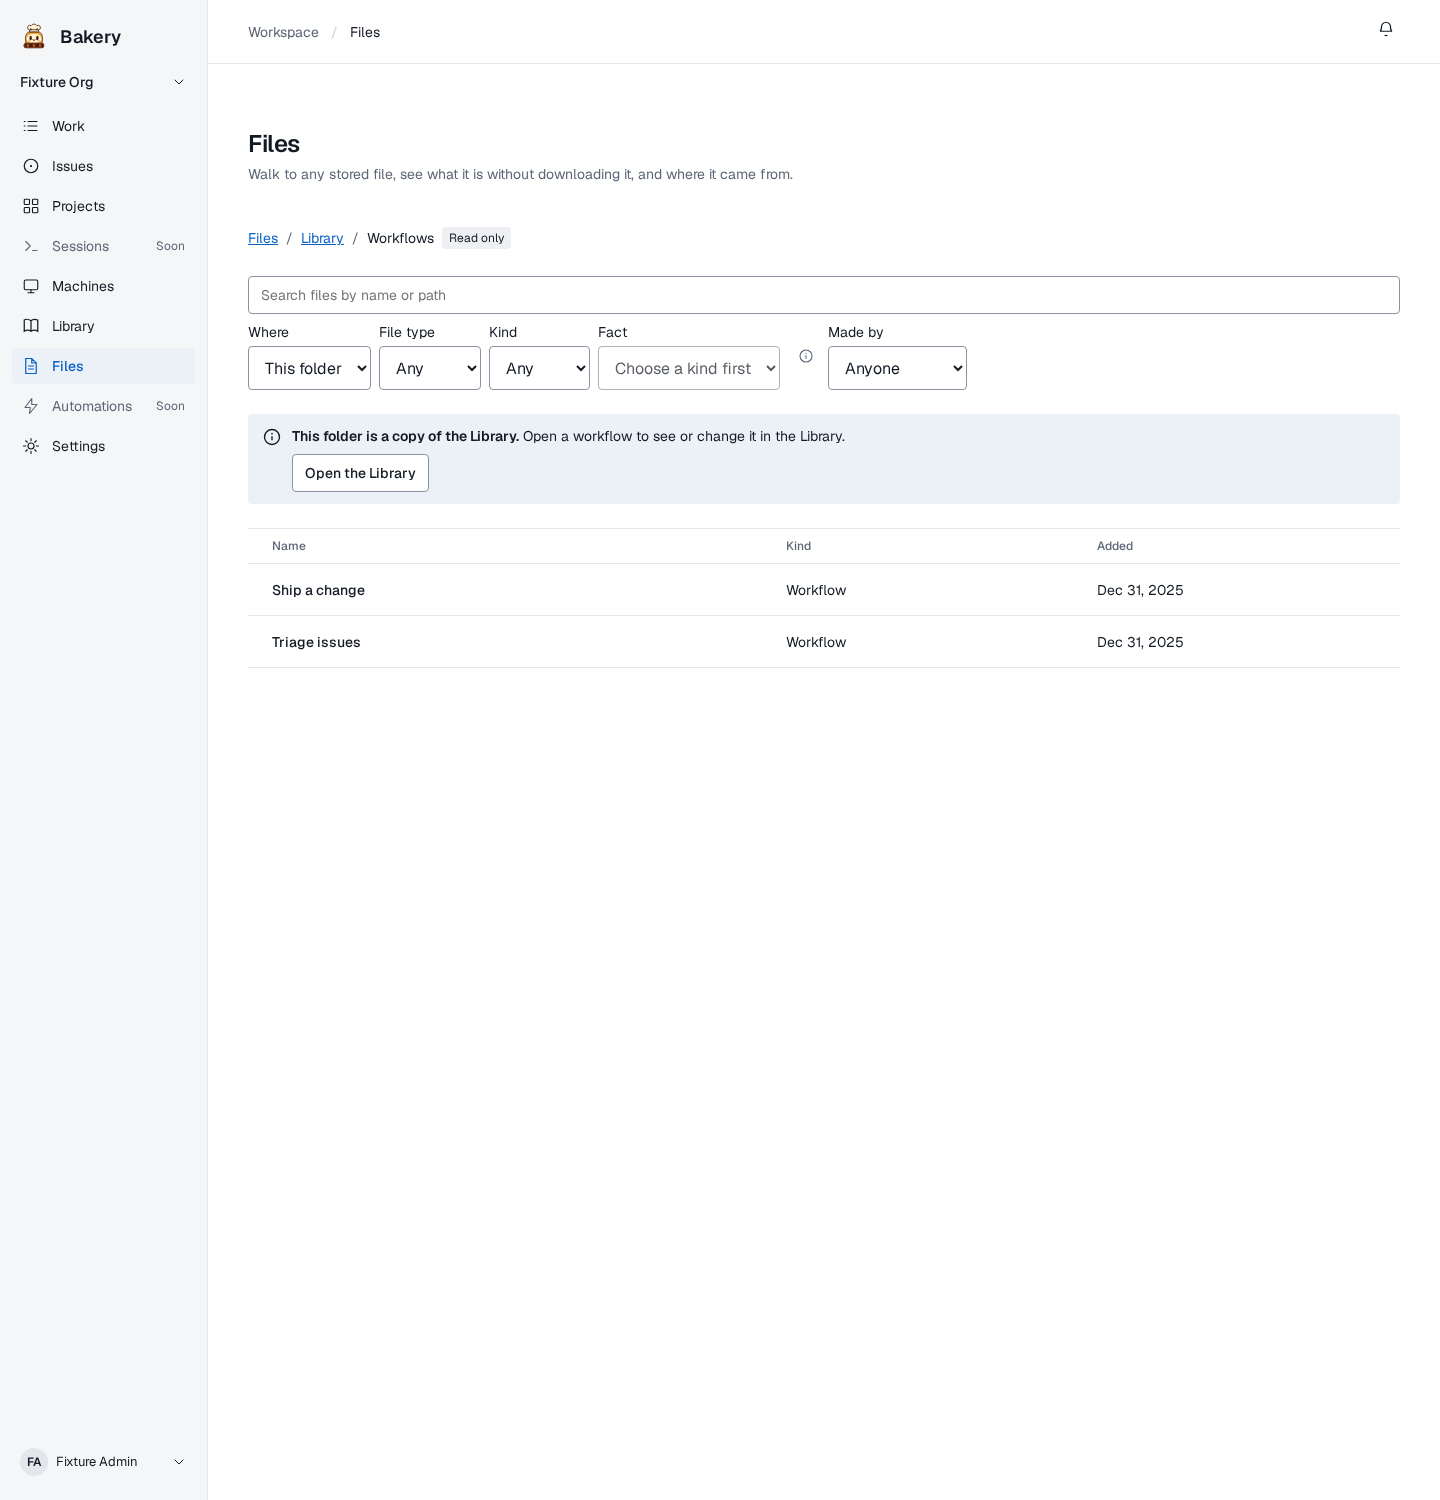 Bakery
Fixture Org
Work
Issues
Projects
Sessions Soon
Machines
Library
Files
Automations Soon
Settings
FA Fixture Admin
Workspace / Files
Files
Walk to any stored file, see what it is without downloading it, and where it came from.
Files / Library / Workflows Read only
Search files by name or path
Where File type Kind Fact Made by
This folder Any Any Choose a kind first Anyone
This folder is a copy of the Library. Open a workflow to see or change it in the Library.
Open the Library
Name Kind Added
Ship a change Workflow Dec 31, 2025
Triage issues Workflow Dec 31, 2025